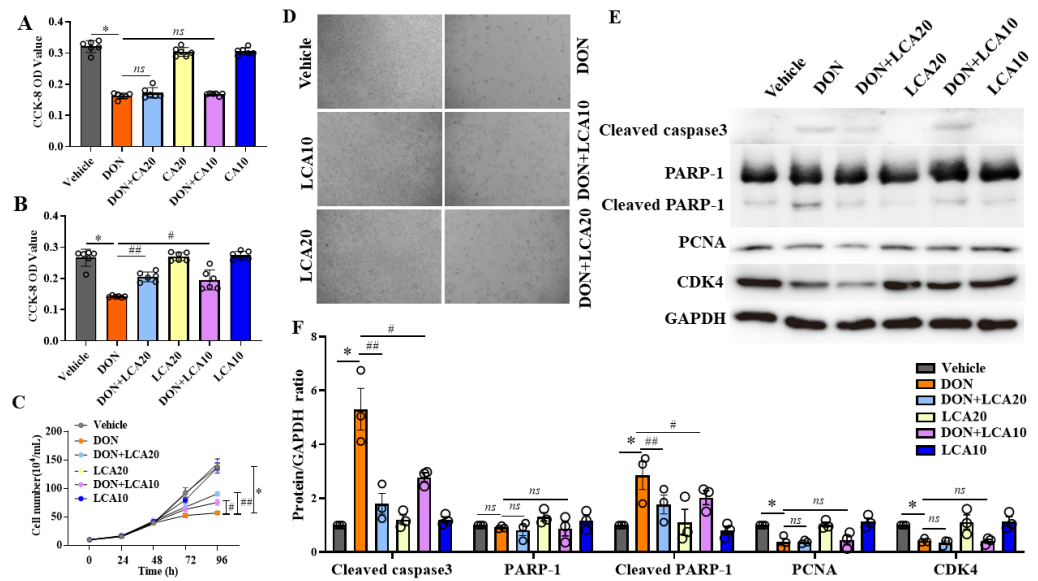 A
CCK-8 OD Value
0.4
0.3
0.2
0.1
0.0
*
ns
ns
Vehicle
DON
DON+CA20
CA20
DON+CA10
CA10
B
CCK-8 OD Value
0.4
0.3
0.2
0.1
0.0
*
##
#
Vehicle
DON
DON+LCA20
LCA20
DON+LCA10
LCA10
C
Cell number(10⁴/mL)
200
150
100
50
0
Vehicle
DON
DON+LCA20
LCA20
DON+LCA10
LCA10
#
##
*
0 24 48 72 96
Time (h)
D
Vehicle
DON
LCA10
DON+LCA10
LCA20
DON+LCA20
E
Vehicle
DON
DON+LCA20
LCA20
DON+LCA10
LCA10
Cleaved caspase3
PARP-1
Cleaved PARP-1
PCNA
CDK4
GAPDH
F
Protein/GAPDH ratio
8
6
4
2
0
*
##
#
ns
ns
ns
*
##
#
*
ns
ns
*
ns
ns
Cleaved caspase3
PARP-1
Cleaved PARP-1
PCNA
CDK4
Vehicle
DON
DON+LCA20
LCA20
DON+LCA10
LCA10